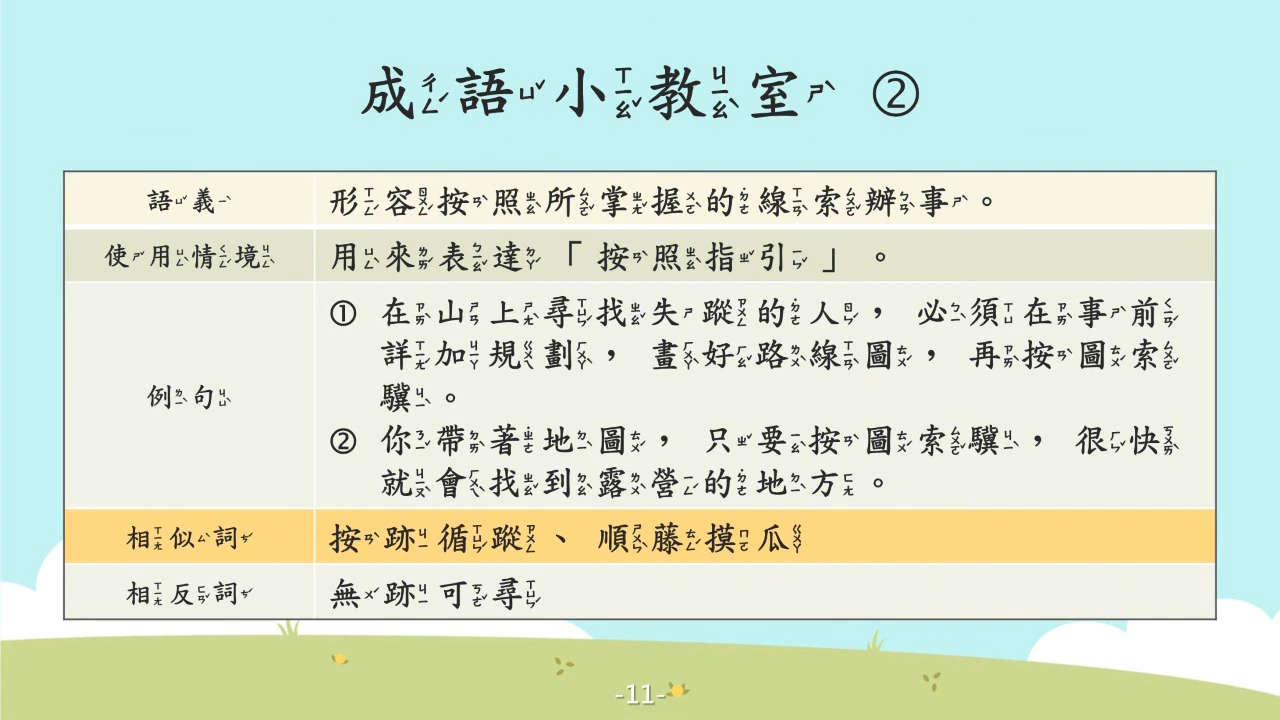 成語小教室 ②
語義 形容按照所掌握的線索辦事。
使用情境 用來表達「按照指引」。
例句
① 在山上尋找失蹤的人，必須在事前
詳加規劃，畫好路線圖，再按圖索
驥。
② 你帶著地圖，只要按圖索驥，很快
就會找到露營的地方。
相似詞 按跡循蹤、順藤摸瓜
相反詞 無跡可尋
-11-